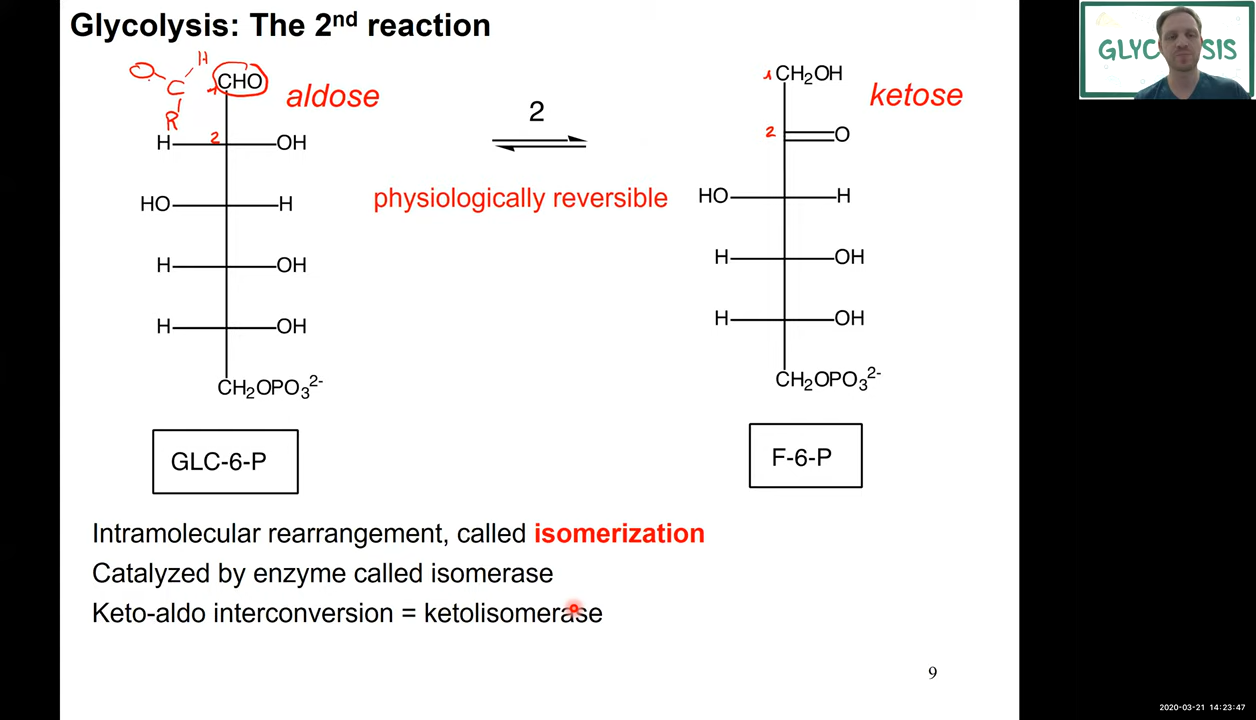 Glycolysis: The 2nd reaction
GLYC SIS
O C H R
1 CHO
aldose
2
H OH
HO H
H OH
H OH
CH2OPO3 2-
GLC-6-P
2
physiologically reversible
1 CH2OH
ketose
2 O
HO H
H OH
H OH
CH2OPO3 2-
F-6-P
Intramolecular rearrangement, called isomerization
Catalyzed by enzyme called isomerase
Keto-aldo interconversion = ketolisomerase
9
2020-03-21 14:23:47